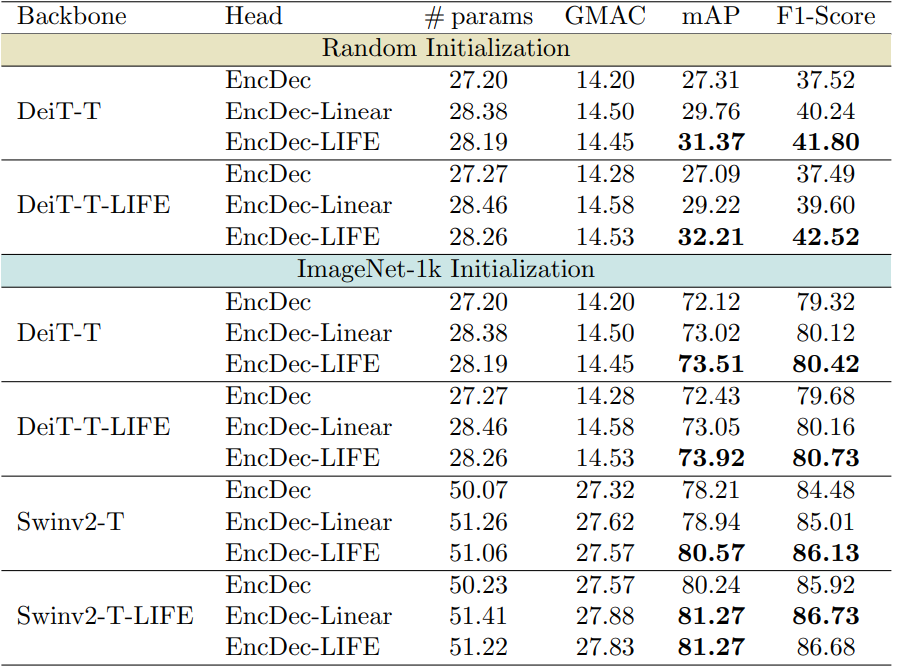 Backbone Head # params GMAC mAP F1-Score
Random Initialization
EncDec 27.20 14.20 27.31 37.52
DeiT-T EncDec-Linear 28.38 14.50 29.76 40.24
EncDec-LIFE 28.19 14.45 31.37 41.80
EncDec 27.27 14.28 27.09 37.49
DeiT-T-LIFE EncDec-Linear 28.46 14.58 29.22 39.60
EncDec-LIFE 28.26 14.53 32.21 42.52
ImageNet-1k Initialization
EncDec 27.20 14.20 72.12 79.32
DeiT-T EncDec-Linear 28.38 14.50 73.02 80.12
EncDec-LIFE 28.19 14.45 73.51 80.42
EncDec 27.27 14.28 72.43 79.68
DeiT-T-LIFE EncDec-Linear 28.46 14.58 73.05 80.16
EncDec-LIFE 28.26 14.53 73.92 80.73
EncDec 50.07 27.32 78.21 84.48
Swinv2-T EncDec-Linear 51.26 27.62 78.94 85.01
EncDec-LIFE 51.06 27.57 80.57 86.13
EncDec 50.23 27.57 80.24 85.92
Swinv2-T-LIFE EncDec-Linear 51.41 27.88 81.27 86.73
EncDec-LIFE 51.22 27.83 81.27 86.68